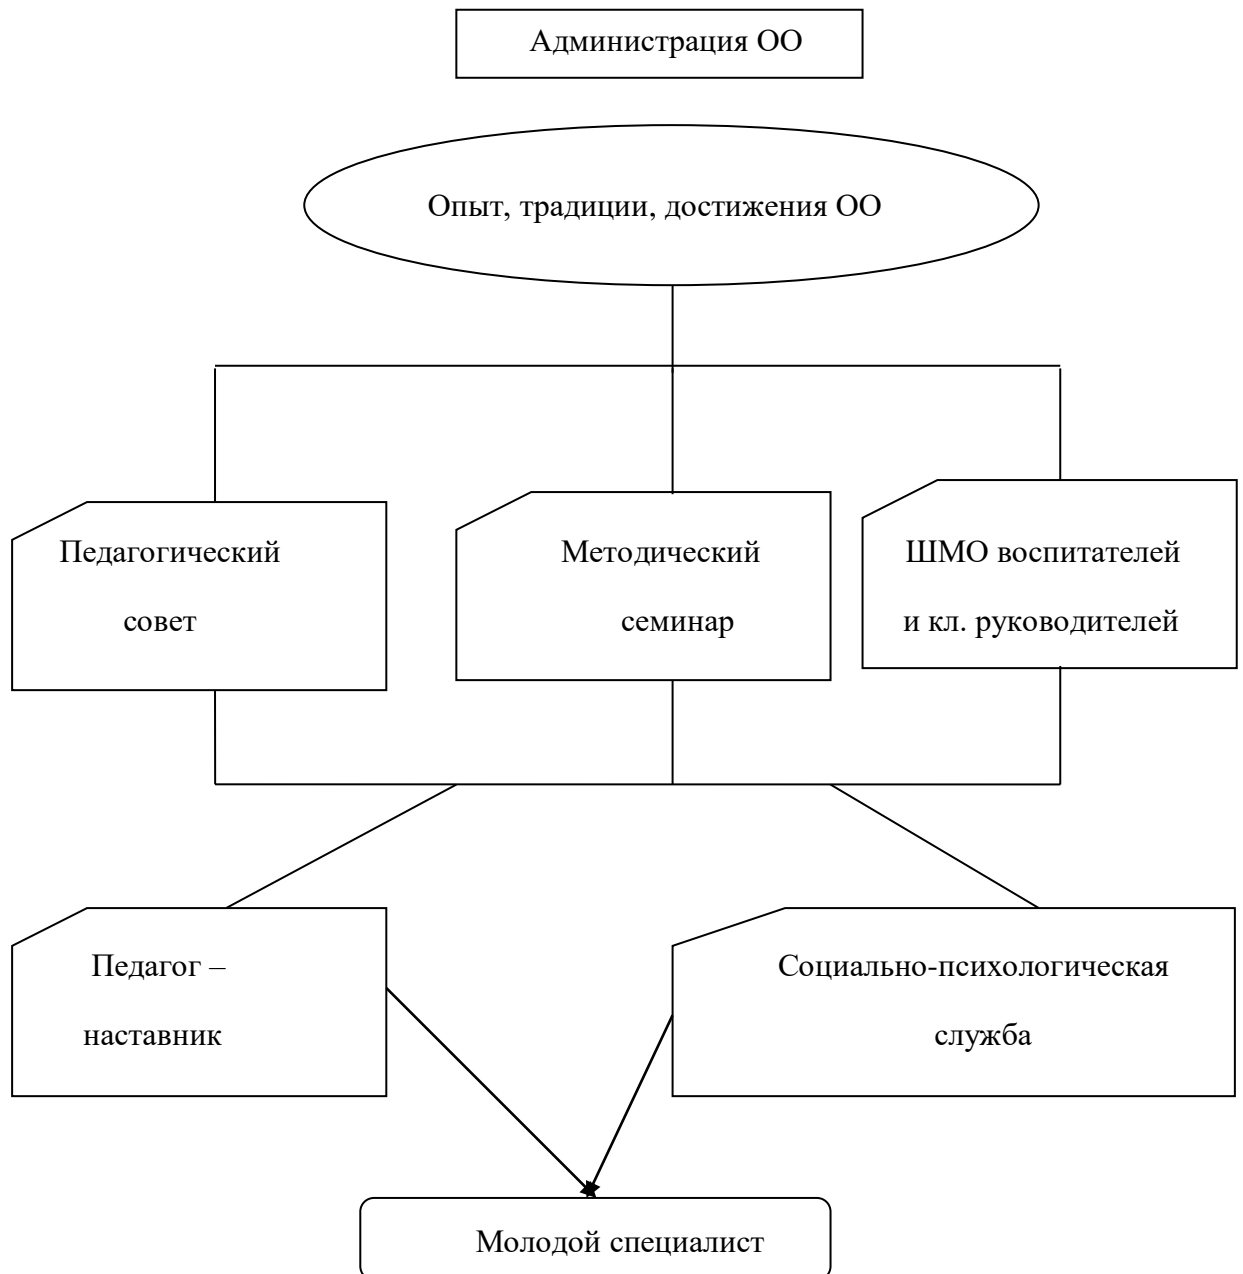 Администрация ОО
Опыт, традиции, достижения ОО
Педагогический
совет
Методический
семинар
ШМО воспитателей
и кл. руководителей
Педагог –
наставник
Социально-психологическая
служба
Молодой специалист